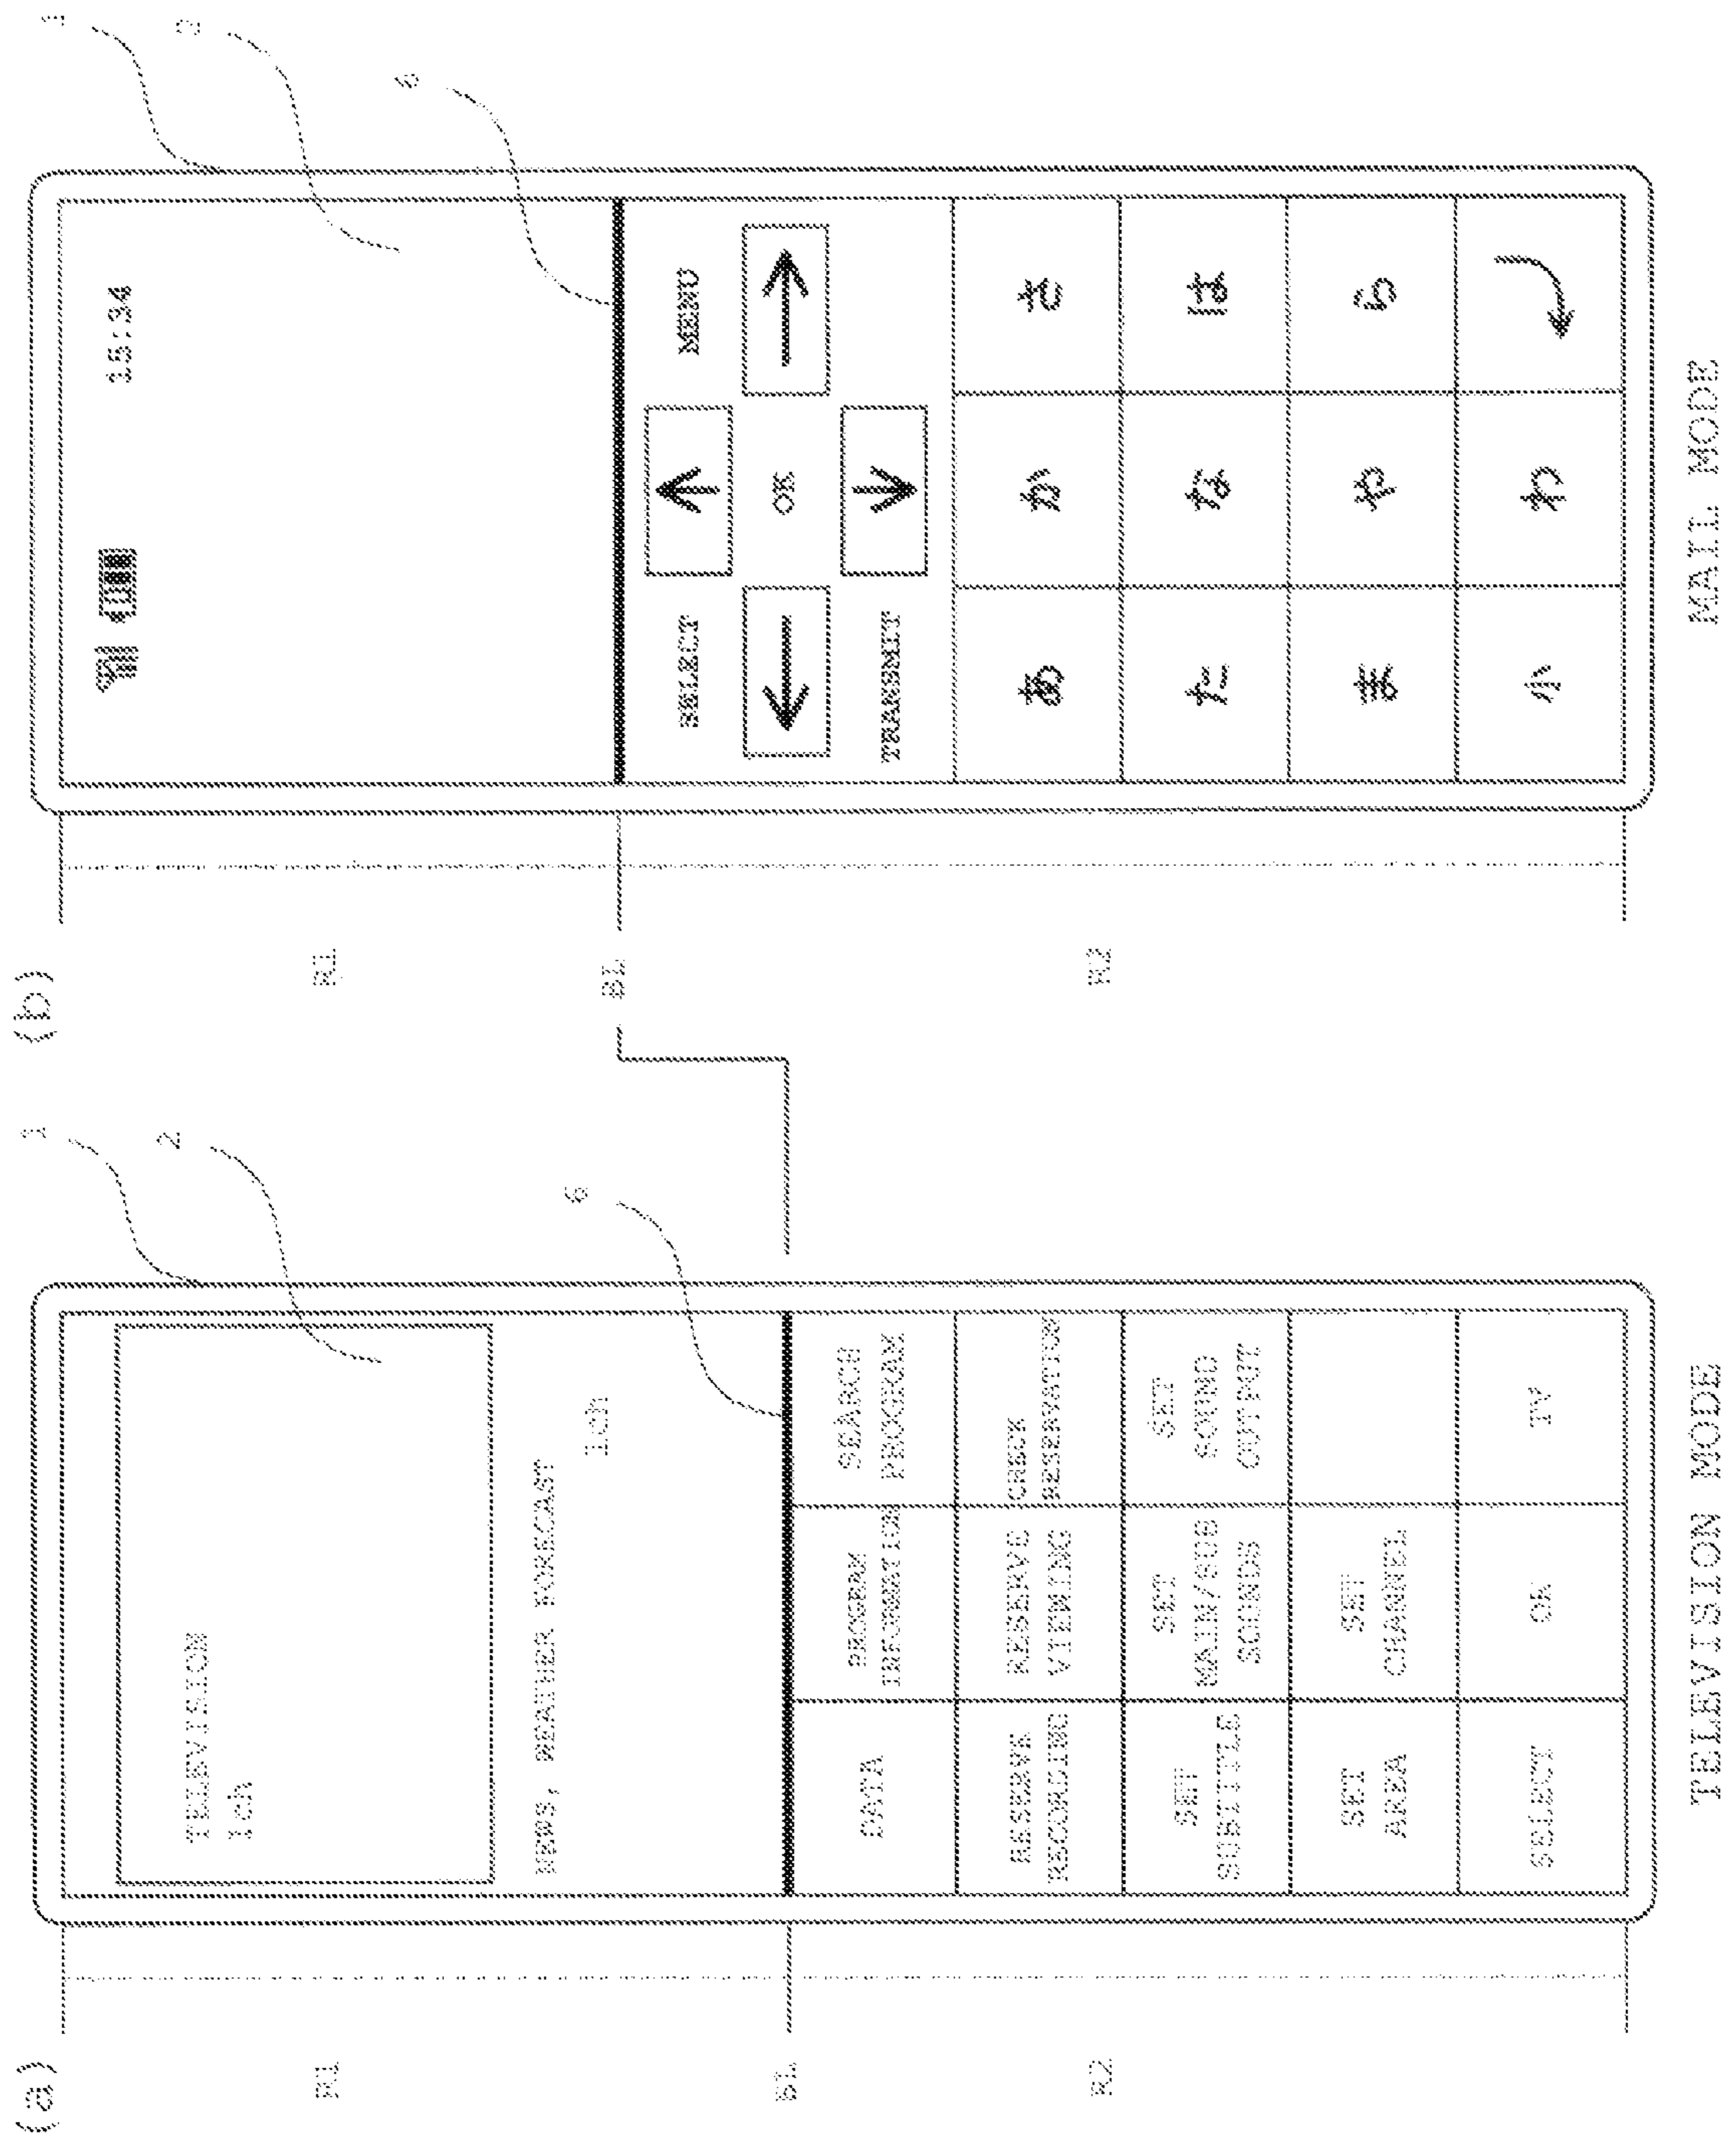 (a)
1
2
6
TELEVISION
1ch
NEWS, WEATHER FORECAST
1ch
R1
BL
R2
DATA
PROGRAM
INFORMATION
SEARCH
PROGRAM
RESERVE
RECORDING
RESERVE
VIEWING
CHECK
RESERVATION
SET
SUBTITLE
SET
MAIN/SUB
SOUNDS
SET
SOUND
OUTPUT
SET
AREA
SET
CHANNEL
SELECT
OK
TV
TELEVISION MODE
(b)
1
2
6
15:34
R1
BL
R2
SELECT
MENU
OK
TRANSMIT
あ
か
さ
た
な
は
ま
や
ら
小
わ
MAIL MODE